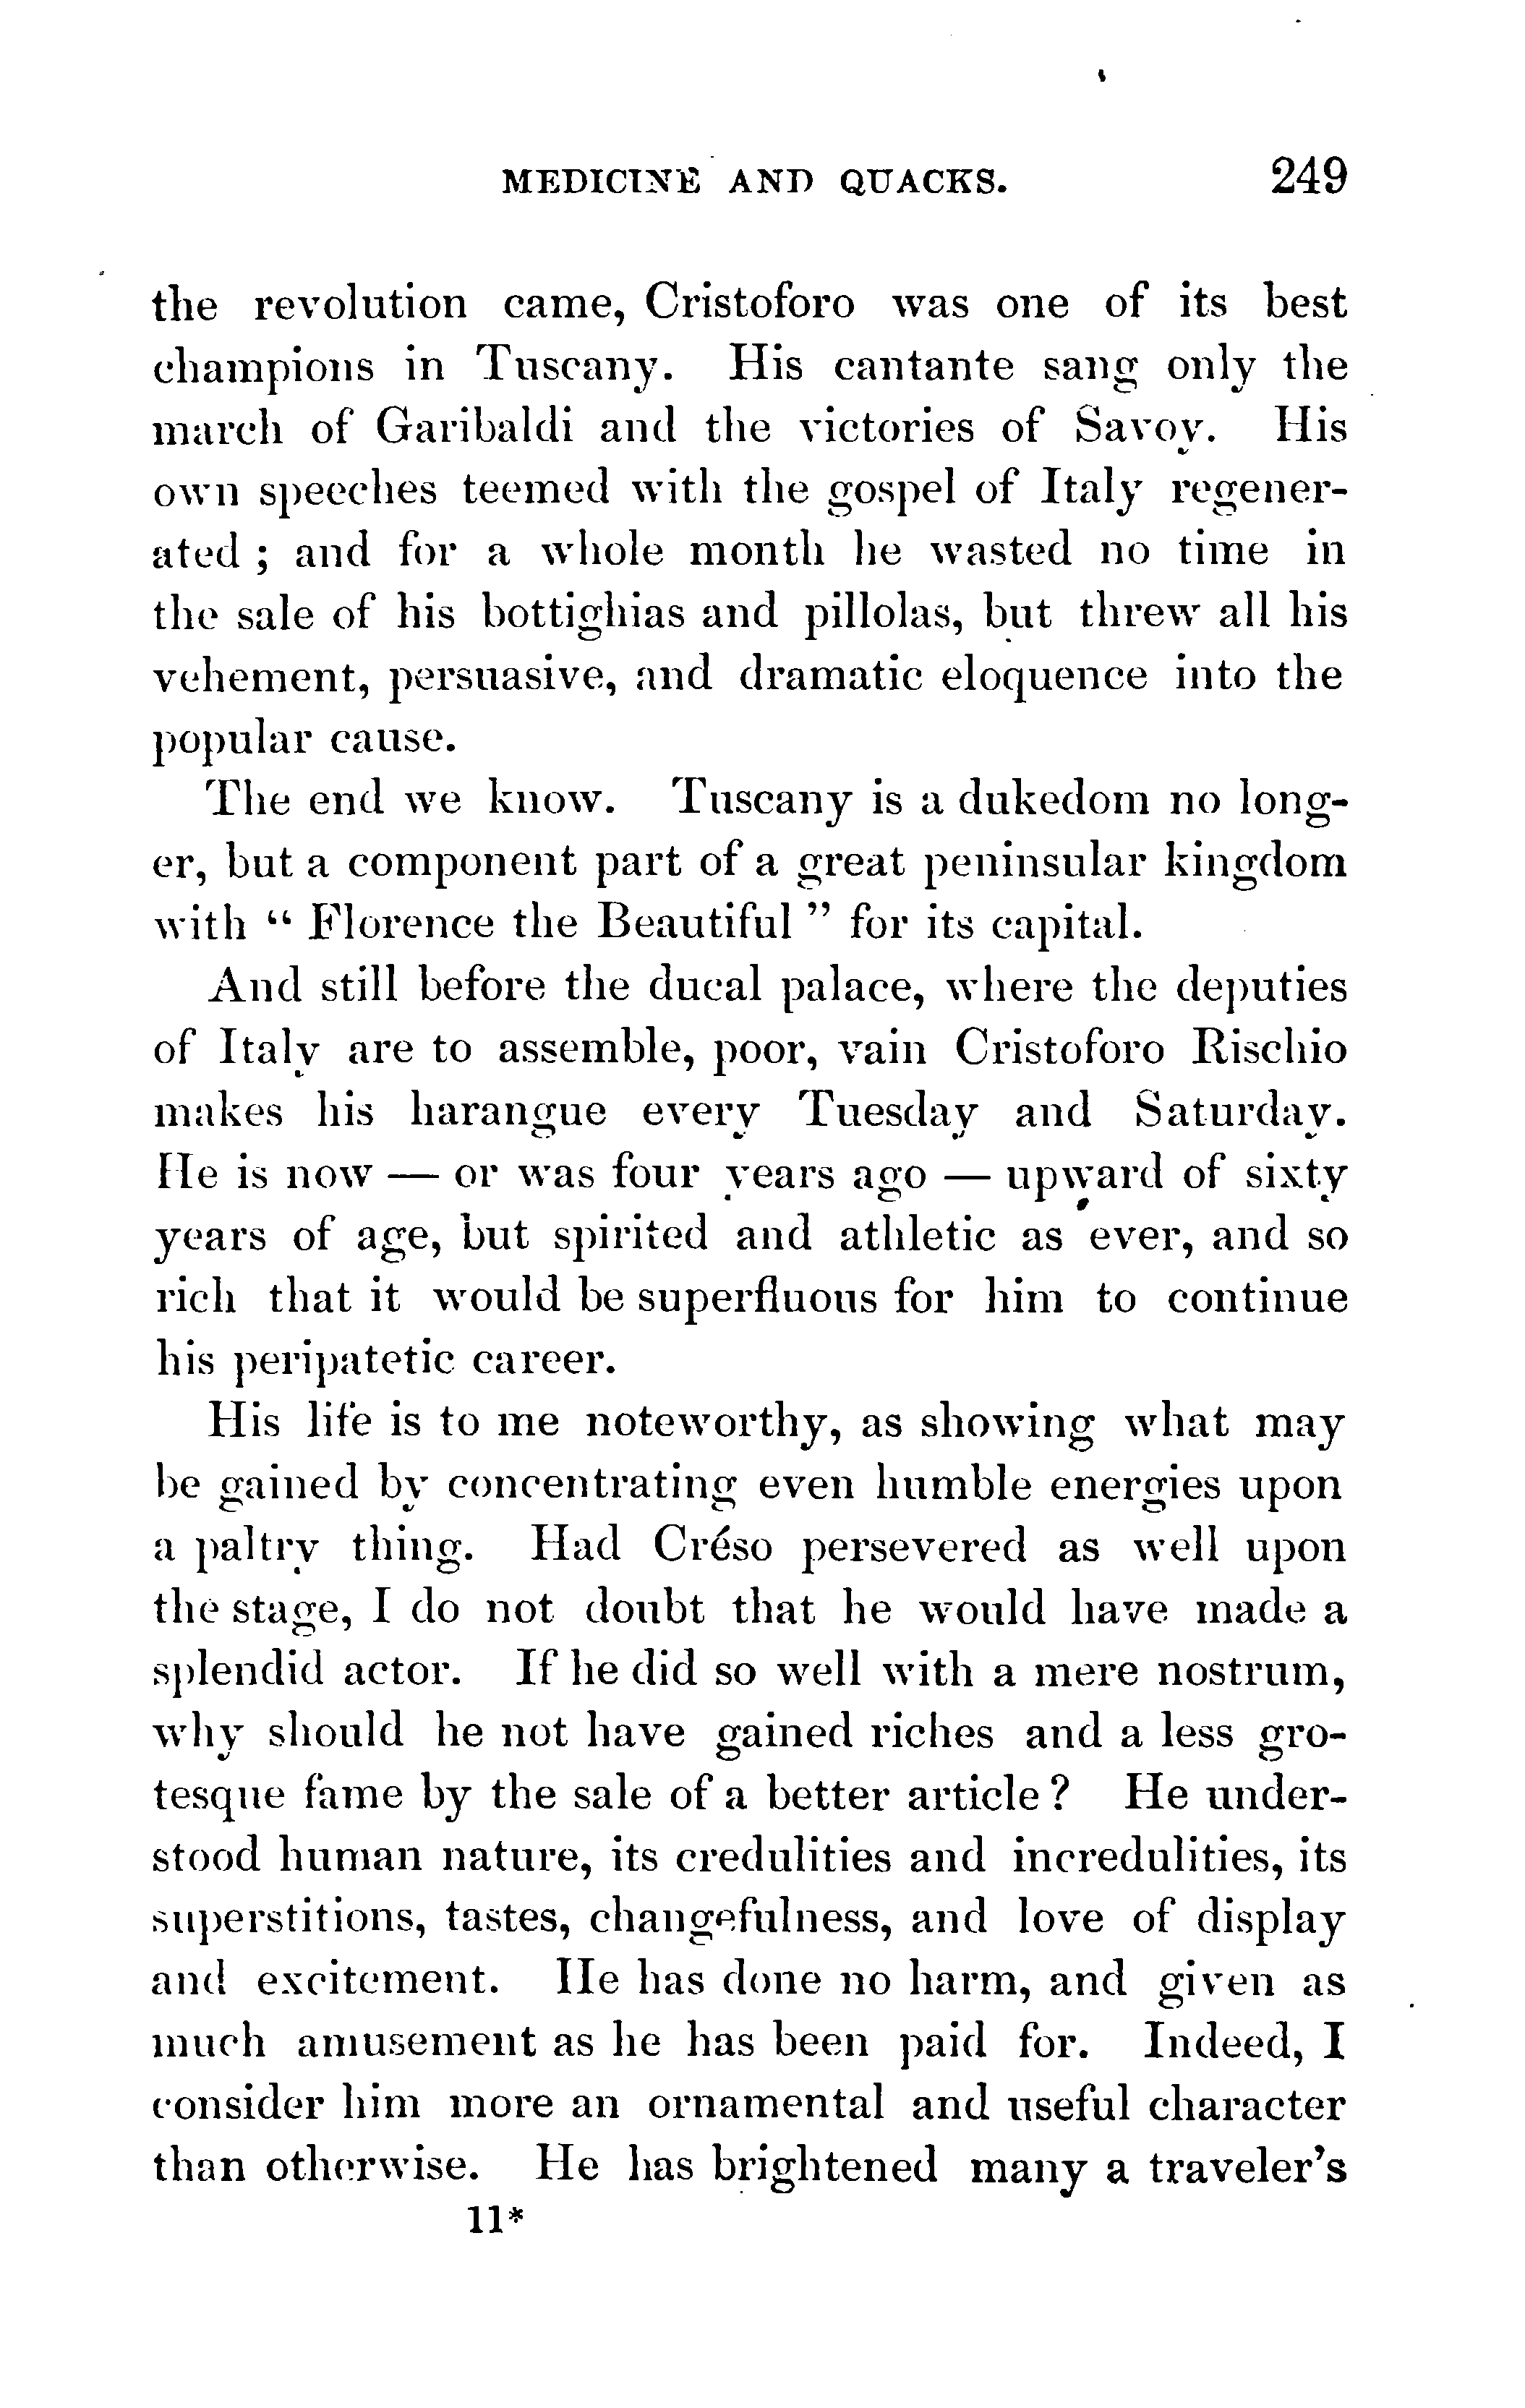 MEDICINE AND QUACKS. 249
the revolution came, Cristoforo was one of its best
champions in Tuscany. His cantante sang only the
march of Garibaldi and the victories of Savoy. His
own speeches teemed with the gospel of Italy regener-
ated ; and for a whole month he wasted no time in
the sale of his bottighias and pillolas, but threw all his
vehement, persuasive, and dramatic eloquence into the
popular cause.
The end we know. Tuscany is a dukedom no long-
er, but a component part of a great peninsular kingdom
with “ Florence the Beautiful ” for its capital.
And still before the ducal palace, where the deputies
of Italy are to assemble, poor, vain Cristoforo Rischio
makes his harangue every Tuesday and Saturday.
He is now — or was four years ago — upward of sixty
years of age, but spirited and athletic as ever, and so
rich that it would be superfluous for him to continue
his peripatetic career.
His life is to me noteworthy, as showing what may
be gained by concentrating even humble energies upon
a paltry thing. Had Créso persevered as well upon
the stage, I do not doubt that he would have made a
splendid actor. If he did so well with a mere nostrum,
why should he not have gained riches and a less gro-
tesque fame by the sale of a better article ? He under-
stood human nature, its credulities and incredulities, its
superstitions, tastes, changefulness, and love of display
and excitement. He has done no harm, and given as
much amusement as he has been paid for. Indeed, I
consider him more an ornamental and useful character
than otherwise. He has brightened many a traveler’s
11*